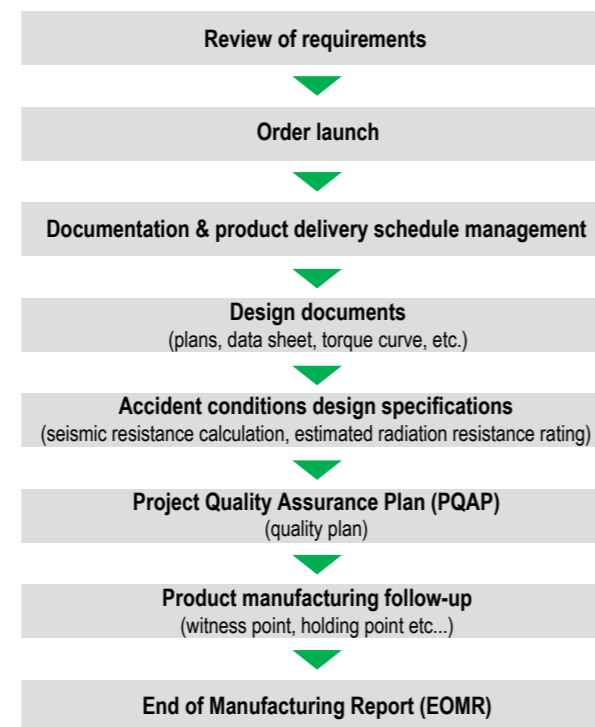 Review of requirements
Order launch
Documentation & product delivery schedule management
Design documents
(plans, data sheet, torque curve, etc.)
Accident conditions design specifications
(seismic resistance calculation, estimated radiation resistance rating)
Project Quality Assurance Plan (PQAP)
(quality plan)
Product manufacturing follow-up
(witness point, holding point etc...)
End of Manufacturing Report (EOMR)